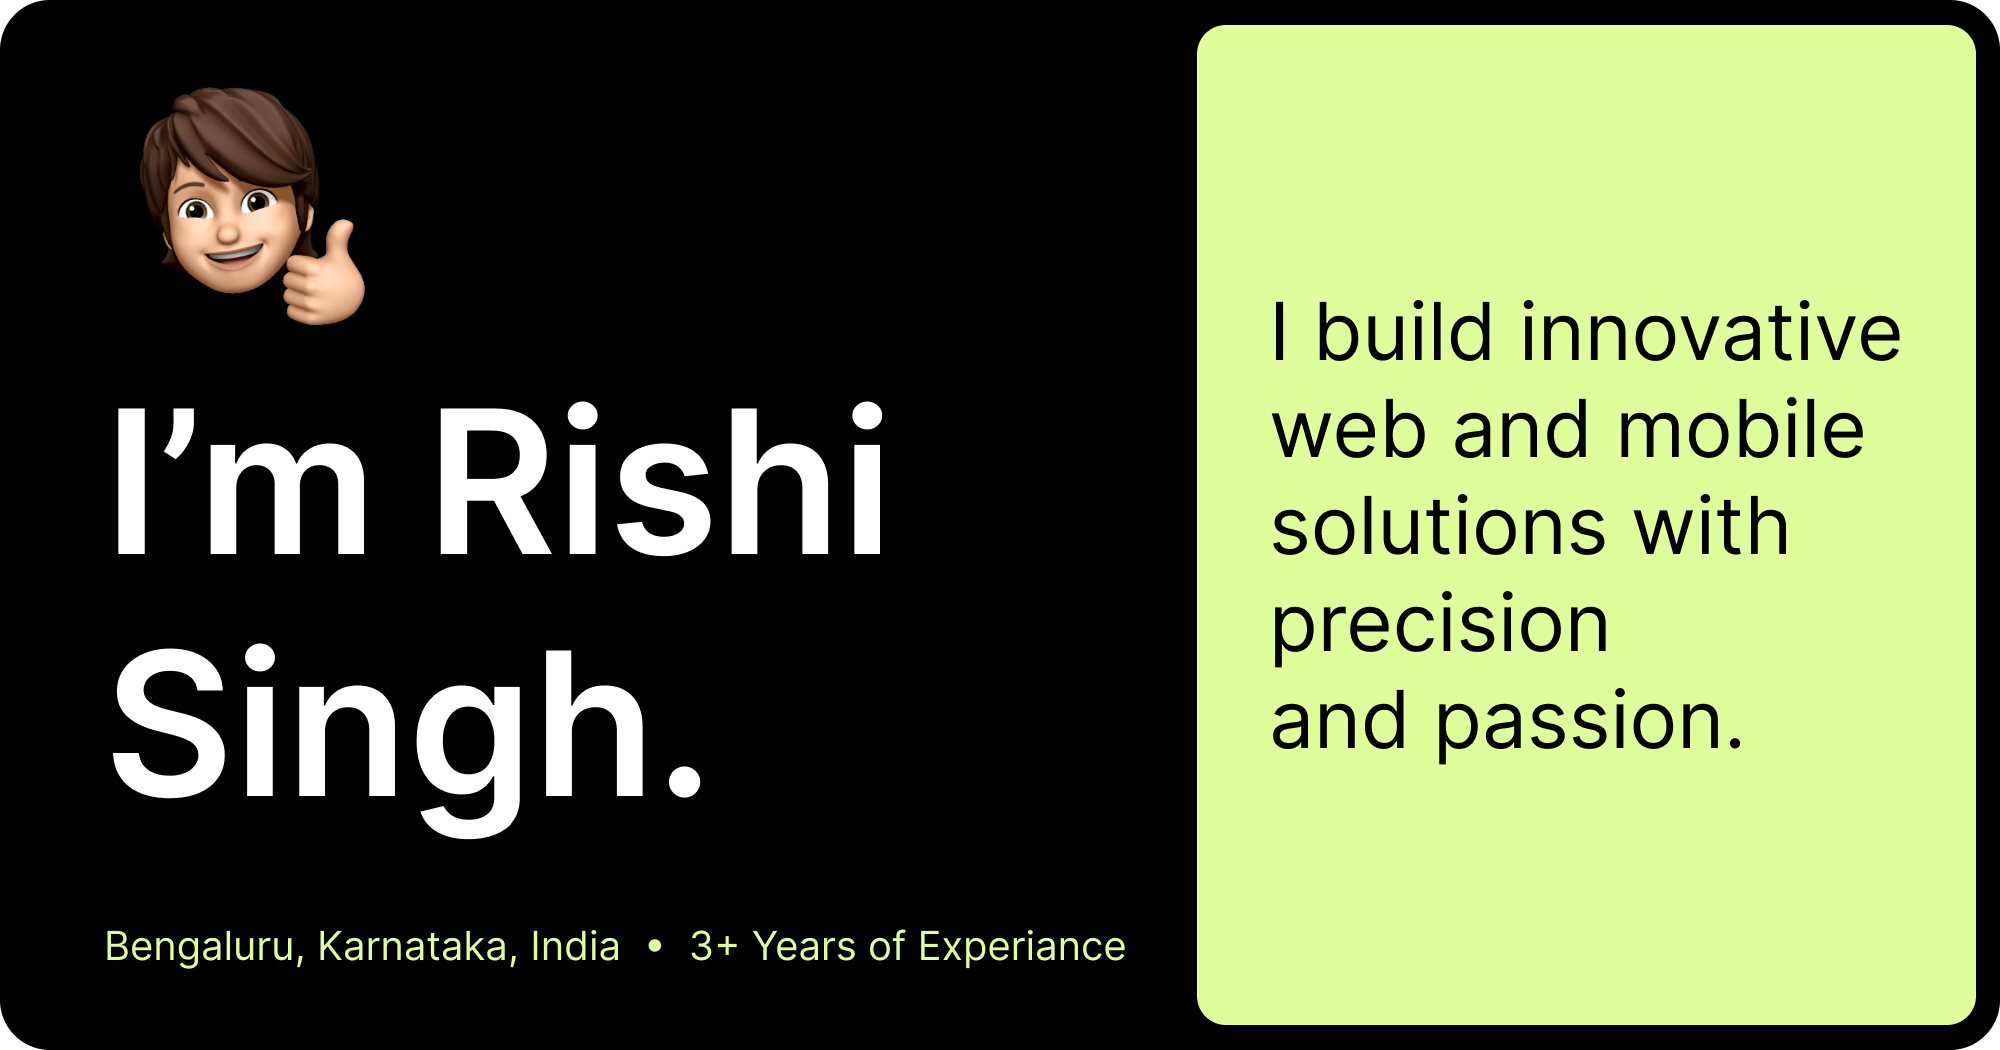 I’m Rishi
Singh.
Bengaluru, Karnataka, India • 3+ Years of Experiance
I build innovative
web and mobile
solutions with
precision
and passion.